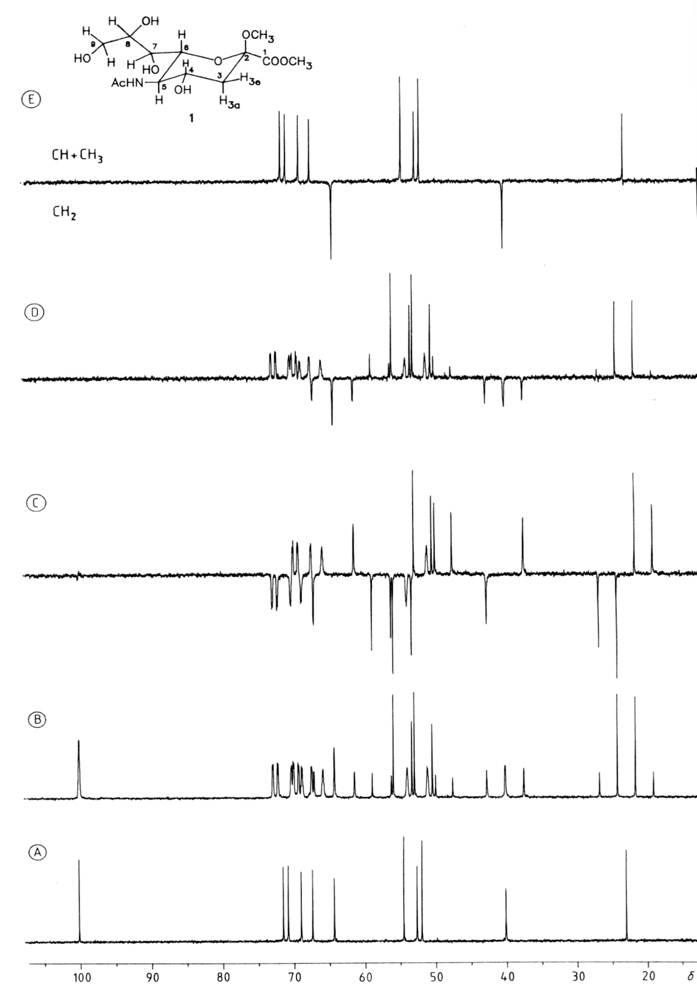 H
OH
H
8
H
OCH3
9
7
6
1
HO
H
H
O
2
COOCH3
HO
H
4
3
H3e
AcHN
5
OH
H
H3a
1
E
CH+CH3
CH2
D
C
B
A
100 90 80 70 60 50 40 30 20 δ